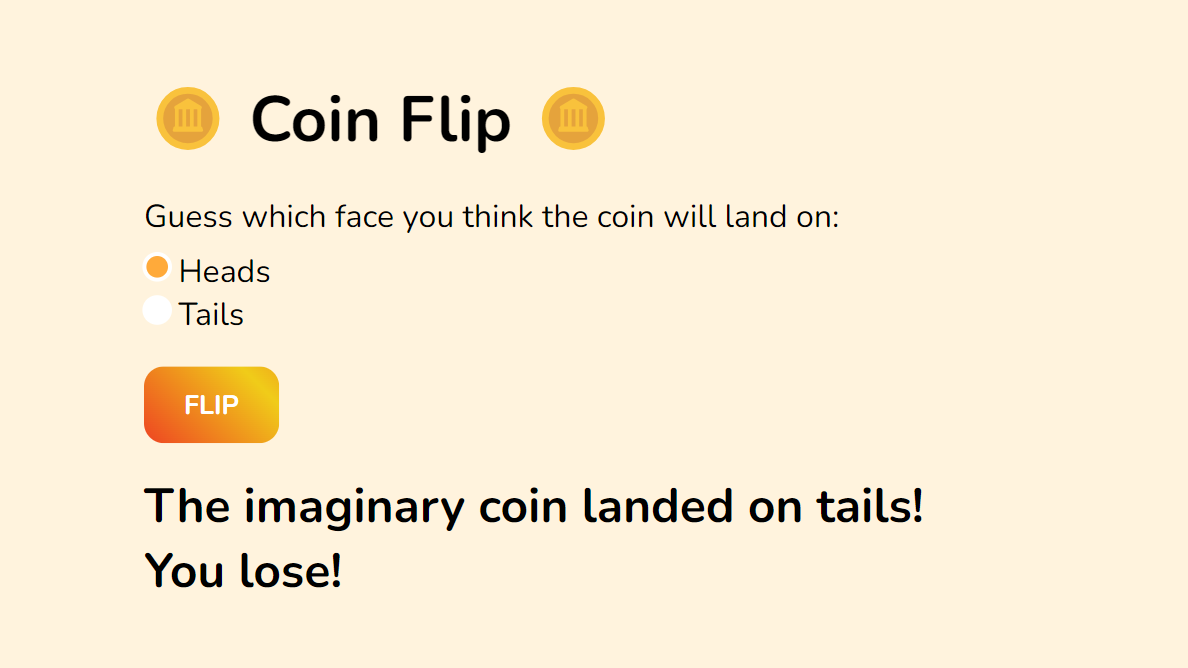 Coin Flip
Guess which face you think the coin will land on:
Heads
Tails
FLIP
The imaginary coin landed on tails!
You lose!